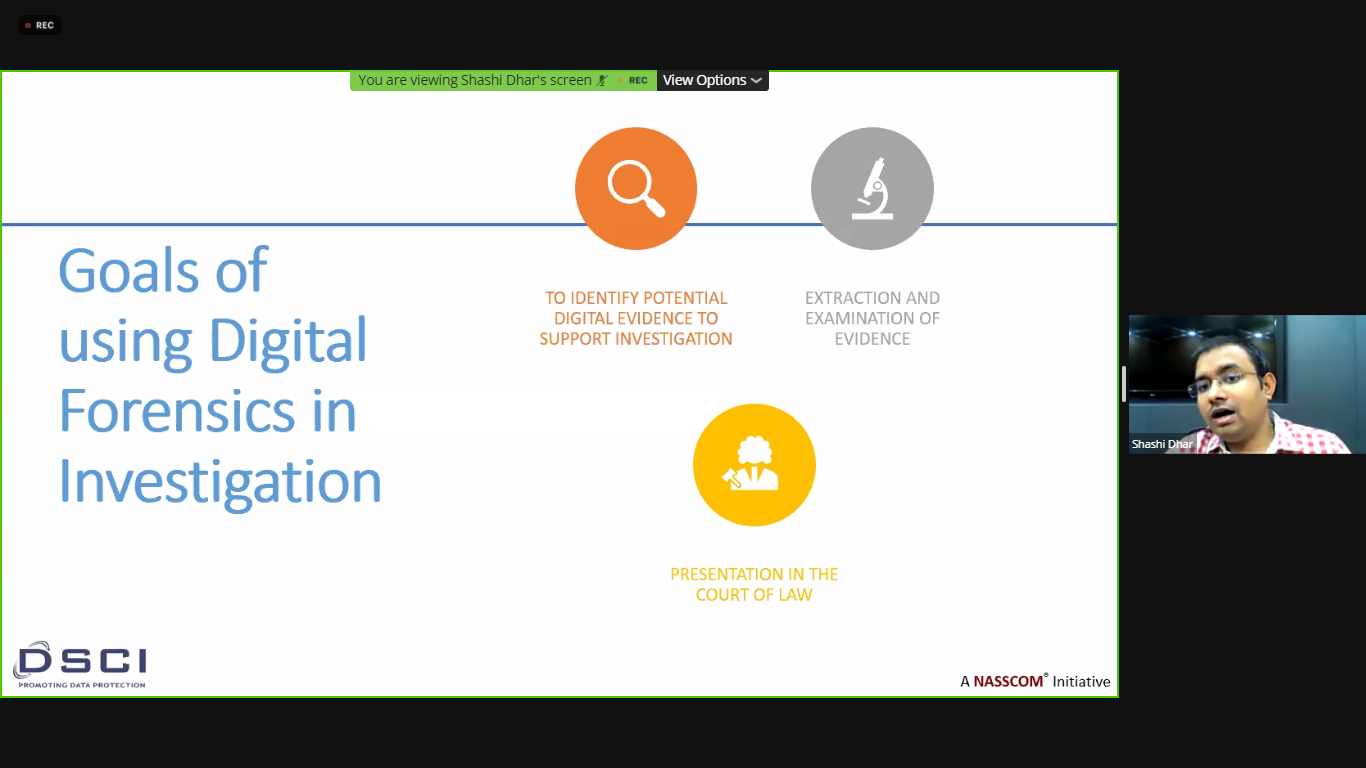 REC
You are viewing Shashi Dhar's screen REC View Options
Goals of
using Digital
Forensics in
Investigation
TO IDENTIFY POTENTIAL
DIGITAL EVIDENCE TO
SUPPORT INVESTIGATION
EXTRACTION AND
EXAMINATION OF
EVIDENCE
PRESENTATION IN THE
COURT OF LAW
DSCI
PROMOTING DATA PROTECTION
A NASSCOM® Initiative
Shashi Dhar